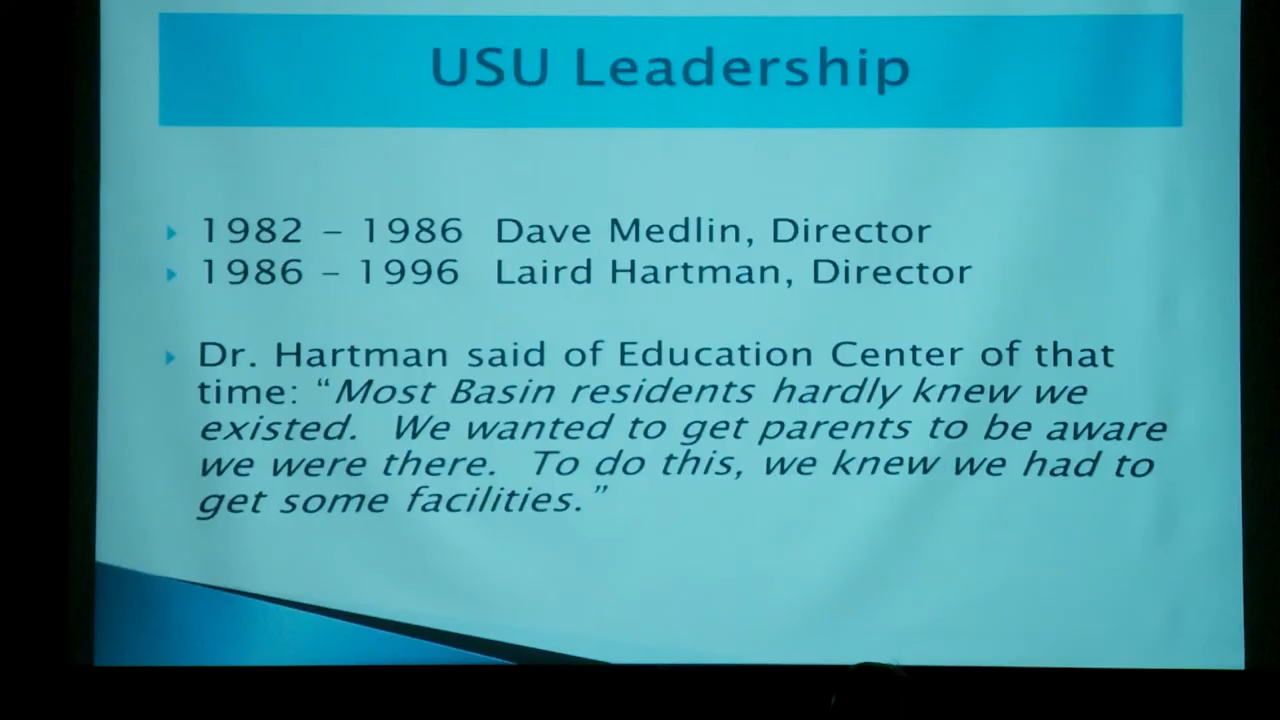 USU Leadership
1982 – 1986 Dave Medlin, Director
1986 – 1996 Laird Hartman, Director
Dr. Hartman said of Education Center of that
time: “Most Basin residents hardly knew we
existed. We wanted to get parents to be aware
we were there. To do this, we knew we had to
get some facilities.”